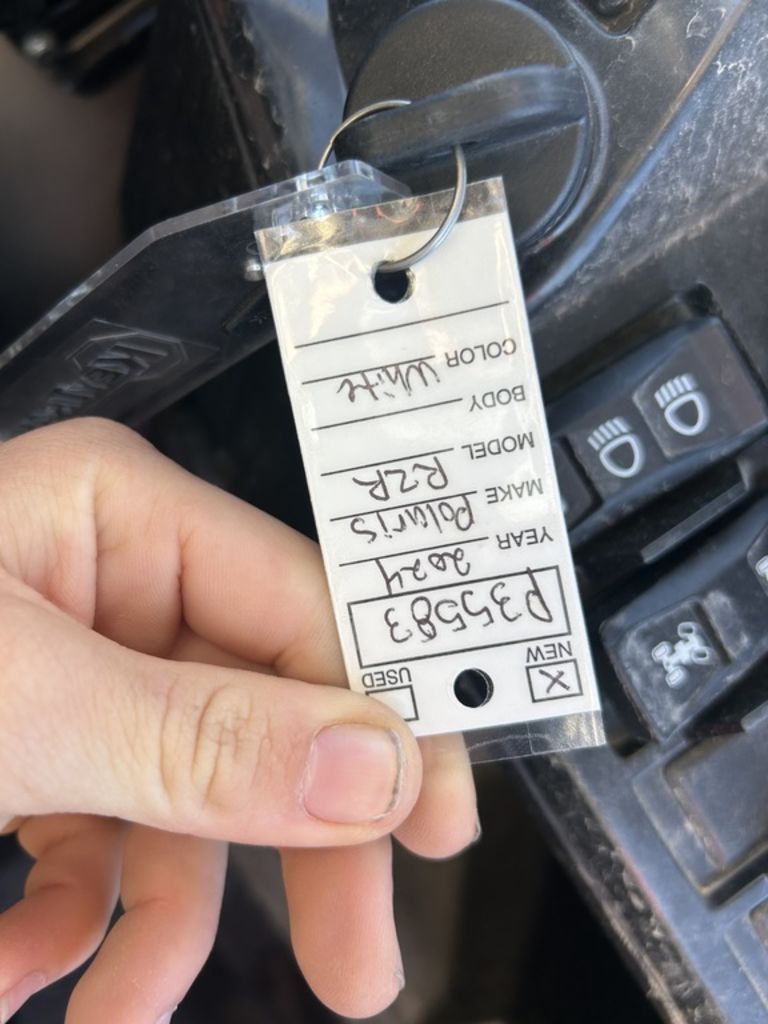 NEW
X
USED
P35583
YEAR 2024
MAKE Polaris
MODEL RZR
BODY
COLOR White